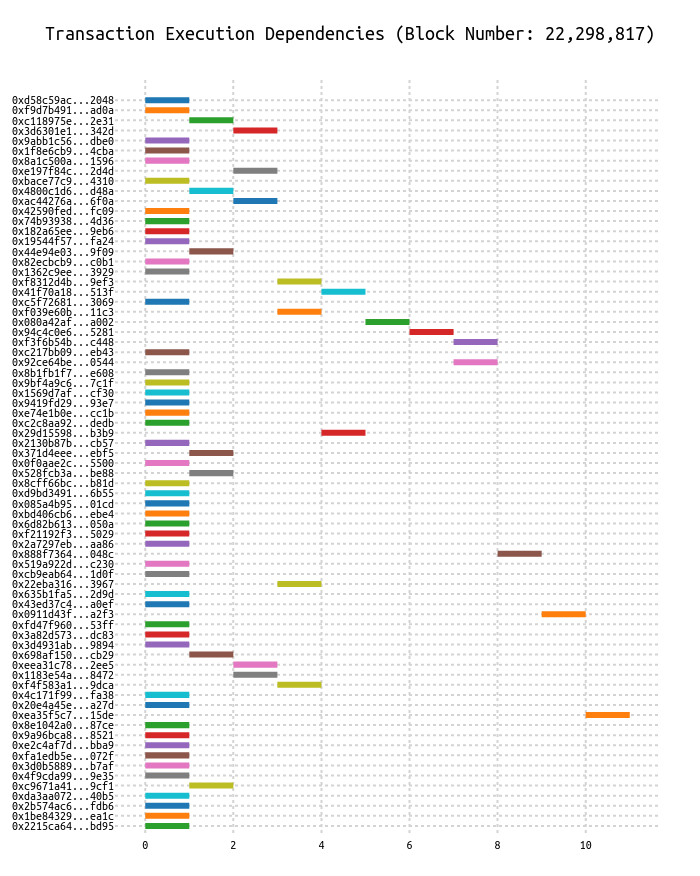 Transaction Execution Dependencies (Block Number: 22,298,817)
0xd58c59ac...2048
0xf9d7b491...ad0a
0xc118975e...2e31
0x3d6301e1...342d
0x9abb1c56...dbe0
0x1f8e6cb9...4cba
0x8a1c500a...1596
0xe197f84c...2d4d
0xbace77c9...4310
0x4800c1d6...d48a
0xac44276a...6f0a
0x42590fed...fc09
0x74b93938...4d36
0x182a65ee...9eb6
0x19544f57...fa24
0x44e94e03...9f09
0x82ecbcb9...c0b1
0x1362c9ee...3929
0xf8312d4b...9ef3
0x41f70a18...513f
0xc5f72681...3069
0xf039e60b...11c3
0x080a42af...a002
0x94c4c0e6...5281
0xf3f6b54b...c448
0xc217bb09...eb43
0x92ce64be...0544
0x8b1fb1f7...e608
0x9bf4a9c6...7c1f
0x1569d7af...cf30
0x9419fd29...93e7
0xe74e1b0e...cc1b
0xc2c8aa92...dedb
0x29d15598...b3b9
0x2130b87b...cb57
0x371d4eee...ebf5
0x0f0aae2c...5500
0x528fcb3a...be88
0x8cff66bc...b81d
0xd9bd3491...6b55
0x085a4b95...01cd
0xbd406cb6...ebe4
0x6d82b613...050a
0xf21192f3...5029
0x2a7297eb...aa86
0x888f7364...048c
0x519a922d...c230
0xcb9eab64...1d0f
0x22eba316...3967
0x635b1fa5...2d9d
0x43ed37c4...a0ef
0x0911d43f...a2f3
0xfd47f960...53ff
0x3a82d573...dc83
0x3d4931ab...9894
0x698af150...cb29
0xeea31c78...2ee5
0x1183e54a...8472
0xf4f583a1...9dca
0x4c171f99...fa38
0x20e4a45e...a27d
0xea35f5c7...15de
0x8e1042a0...87ce
0x9a96bca8...8521
0xe2c4af7d...bba9
0xfa1edb5e...072f
0x3d0b5889...b7af
0x4f9cda99...9e35
0xc9671a41...9cf1
0xda3aa072...40b5
0x2b574ac6...fdb6
0x1be84329...ea1c
0x2215ca64...bd95
0 2 4 6 8 10